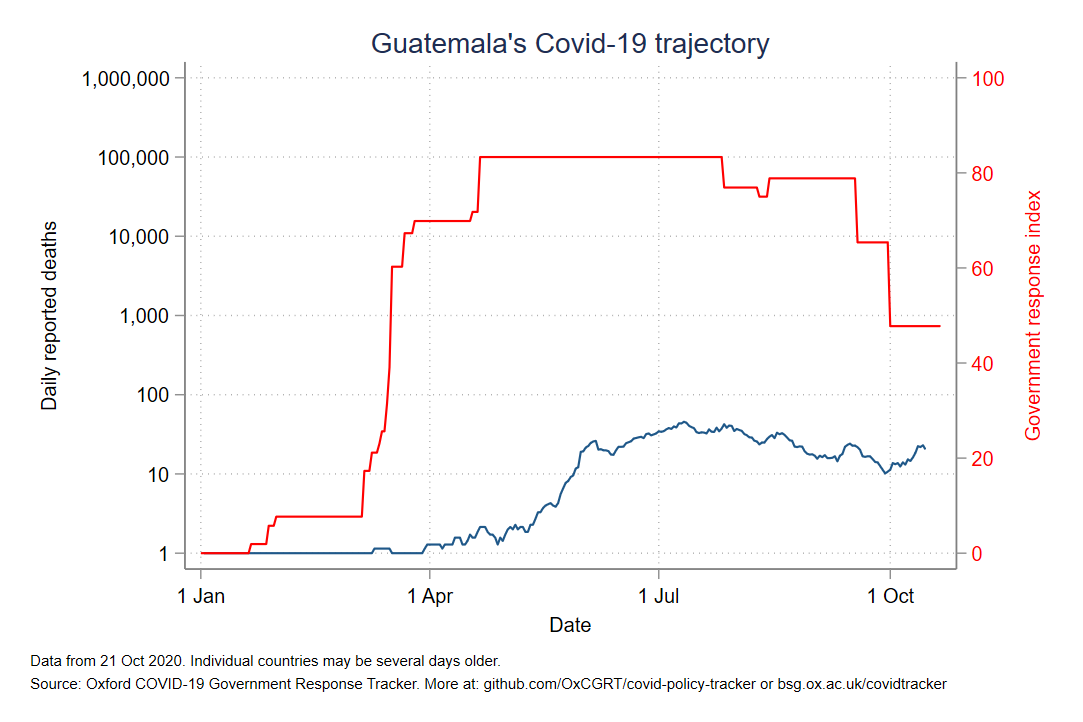 Guatemala's Covid-19 trajectory
Daily reported deaths
1,000,000
100,000
10,000
1,000
100
10
1
100
80
60
40
20
0
Government response index
1 Jan
1 Apr
1 Jul
1 Oct
Date
Data from 21 Oct 2020. Individual countries may be several days older.
Source: Oxford COVID-19 Government Response Tracker. More at: github.com/OxCGRT/covid-policy-tracker or bsg.ox.ac.uk/covidtracker